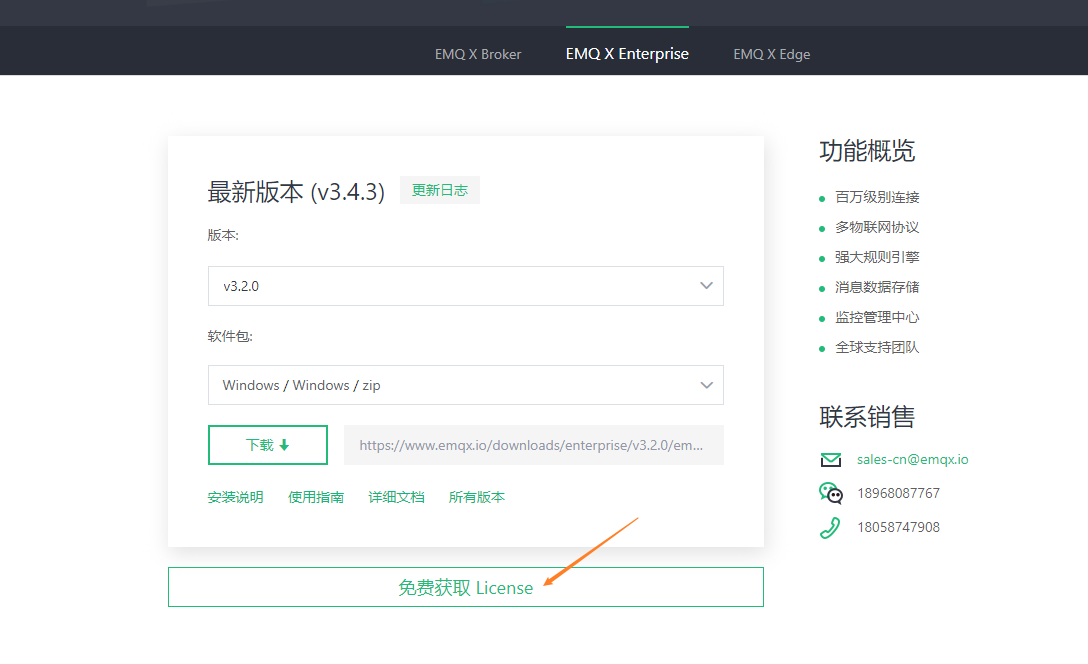 EMQ X Broker EMQ X Enterprise EMQ X Edge
最新版本 (v3.4.3) 更新日志
版本:
v3.2.0
软件包:
Windows / Windows / zip
下载 https://www.emqx.io/downloads/enterprise/v3.2.0/em...
安装说明 使用指南 详细文档 所有版本
免费获取 License
功能概览
百万级别连接
多物联网协议
强大规则引擎
消息数据存储
监控管理中心
全球支持团队
联系销售
sales-cn@emqx.io
18968087767
18058747908